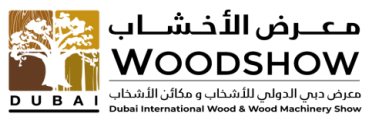 معرض الأخشاب
WOODSHOW
معرض دبي الدولي للأخشاب و مكائن الأخشاب
Dubai International Wood & Wood Machinery Show
DUBAI